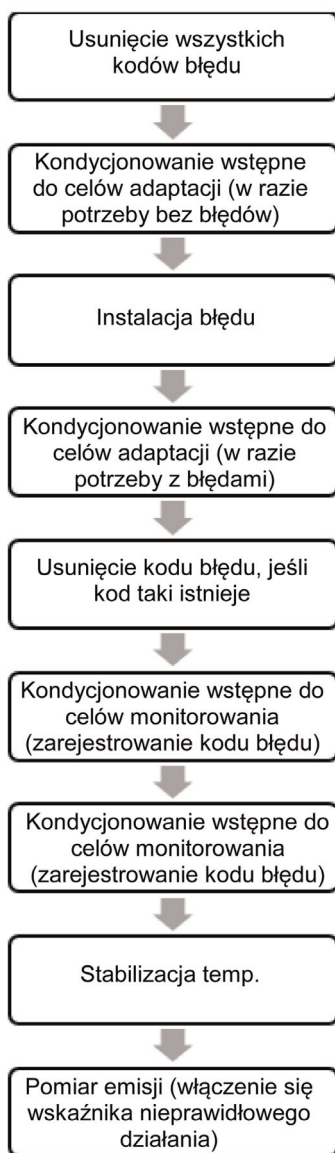 Usunięcie wszystkich
kodów błędu
Kondycjonowanie wstępne
do celów adaptacji (w razie
potrzeby bez błędów)
Instalacja błędu
Kondycjonowanie wstępne do
celów adaptacji (w razie
potrzeby z błędami)
Usunięcie kodu błędu, jeśli
kod taki istnieje
Kondycjonowanie wstępne do
celów monitorowania
(zarejestrowanie kodu błędu)
Kondycjonowanie wstępne do
celów monitorowania
(zarejestrowanie kodu błędu)
Stabilizacja temp.
Pomiar emisji (włączenie się
wskaźnika nieprawidłowego
działania)